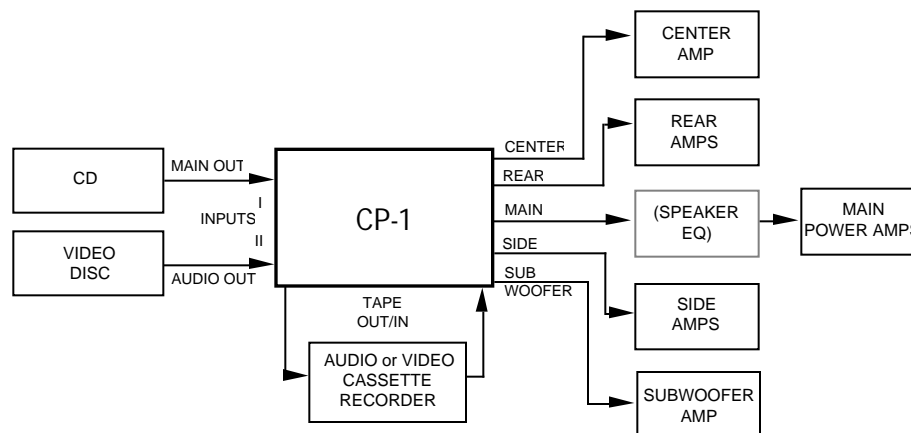 CENTER
AMP
REAR
AMPS
CENTER
REAR
MAIN
SIDE
SUB
WOOFER
CD
MAIN OUT
I
INPUTS
II
VIDEO
DISC
AUDIO OUT
CP-1
(SPEAKER
EQ)
MAIN
POWER AMPS
TAPE
OUT/IN
SIDE
AMPS
AUDIO or VIDEO
CASSETTE
RECORDER
SUBWOOFER
AMP